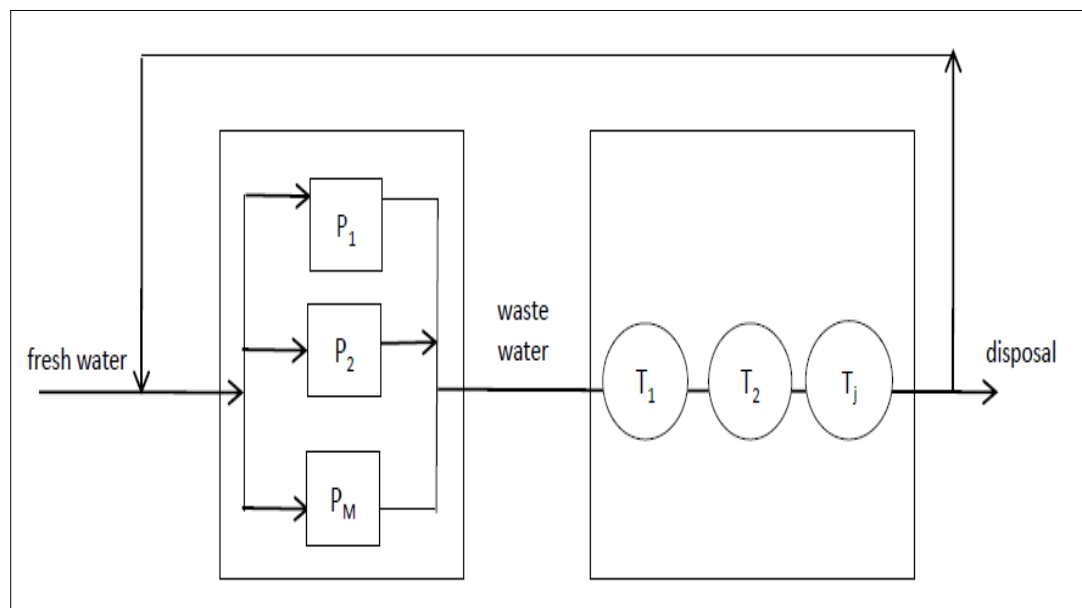 fresh water
P1
P2
PM
waste
water
T1
T2
Tj
disposal